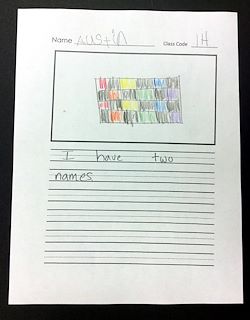 Name Austin Class Code 1H
I have two
names